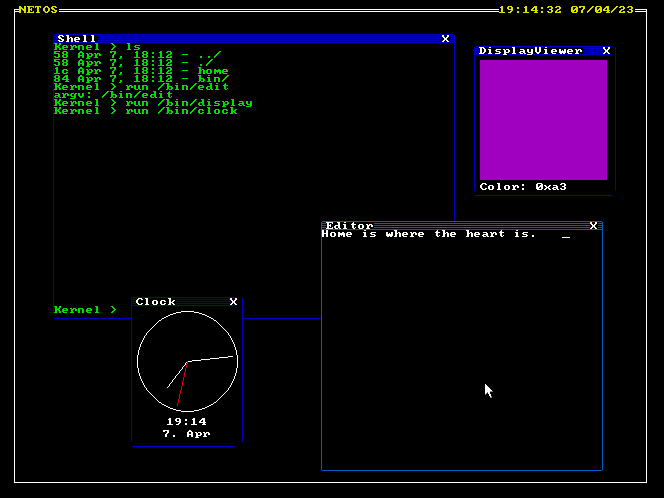 NETOS
19:14:32 07/04/23
Shell X
Kernel > ls
58 Apr 7, 18:12 - ../
58 Apr 7, 18:12 - ./
1c Apr 7, 18:12 - home
84 Apr 7, 18:12 - bin/
Kernel > run /bin/edit
argv: /bin/edit
Kernel > run /bin/display
Kernel > run /bin/clock
Kernel >
DisplayViewer X
Color: 0xa3
Editor X
Home is where the heart is. _
Clock X
19:14
7. Apr